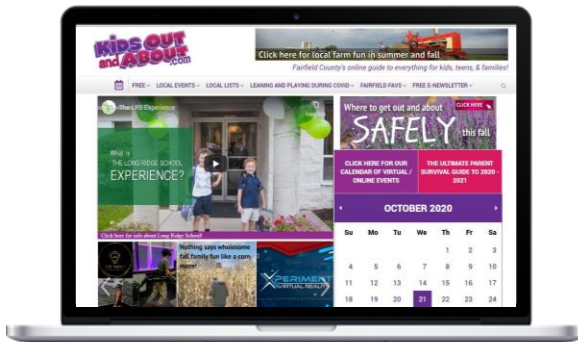 KIDS OUT
and ABOUT
.com
Click here for local farm fun in summer and fall
Fairfield County's online guide to everything for kids, teens, & families!
FREE LOCAL EVENTS LOCAL LISTS LEANING AND PLAYING DURING COVID FAIRFIELD FAVS FREE E-NEWSLETTER
The LRS Experience
What is
THE LONG RIDGE SCHOOL
EXPERIENCE?
Click here for info about Long Ridge School!
Where to get out and about
CLICK HERE
SAFELY this fall
CLICK HERE FOR OUR
CALENDAR OF VIRTUAL /
ONLINE EVENTS
THE ULTIMATE PARENT
SURVIVAL GUIDE TO 2020 -
2021
OCTOBER 2020
Su Mo Tu We Th Fr Sa
1 2 3
4 5 6 7 8 9 10
11 12 13 14 15 16 17
18 19 20 21 22 23 24
Nothing says wholesome
fall family fun like a corn
maze!
XPERIMENT
VIRTUAL REALITY